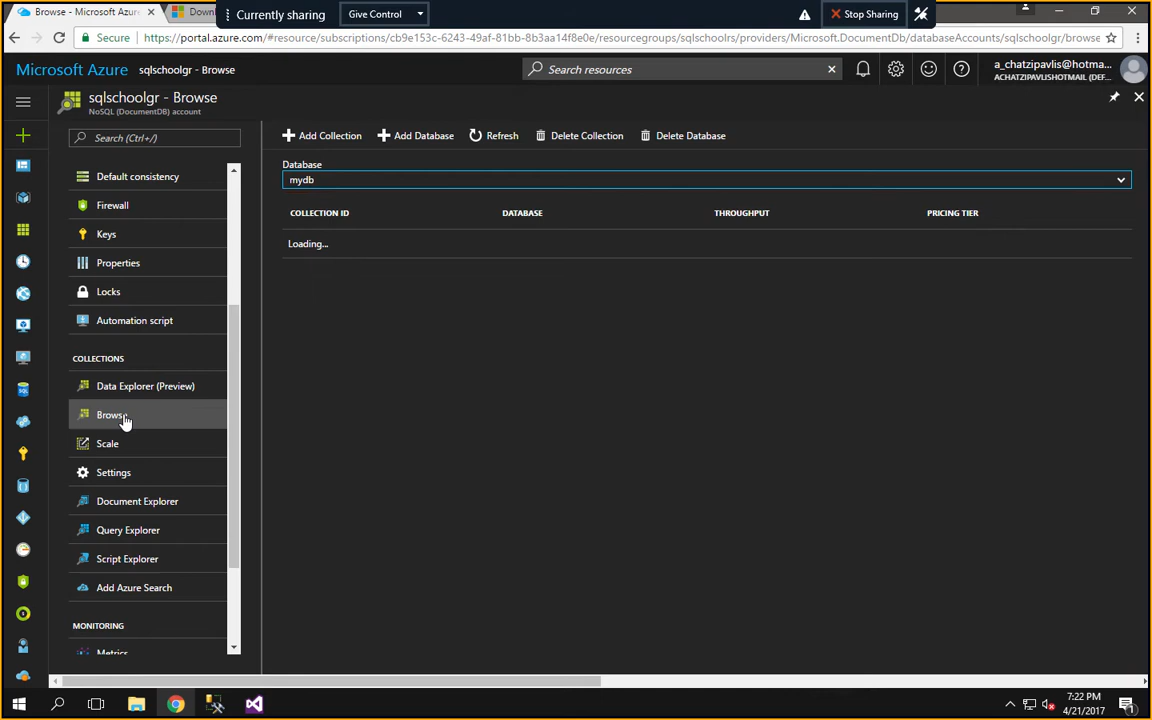 Browse - Microsoft Azure
Down
Currently sharing
Give Control
Stop Sharing
Secure
https://portal.azure.com/#resource/subscriptions/cb9e153c-6243-49af-81bb-8b3aa14f8e0e/resourcegroups/sqlschoolrs/providers/Microsoft.DocumentDb/databaseAccounts/sqlschoolgr/browse
Microsoft Azure
sqlschoolgr - Browse
Search resources
a_chatzipavlis@hotma...
ACHATZIPAVLISHOTMAIL (DEF...
sqlschoolgr - Browse
NoSQL (DocumentDB) account
Search (Ctrl+/)
Add Collection
Add Database
Refresh
Delete Collection
Delete Database
Database
mydb
COLLECTION ID
DATABASE
THROUGHPUT
PRICING TIER
Loading...
Default consistency
Firewall
Keys
Properties
Locks
Automation script
COLLECTIONS
Data Explorer (Preview)
Browse
Scale
Settings
Document Explorer
Query Explorer
Script Explorer
Add Azure Search
MONITORING
Metrics
7:22 PM
4/21/2017